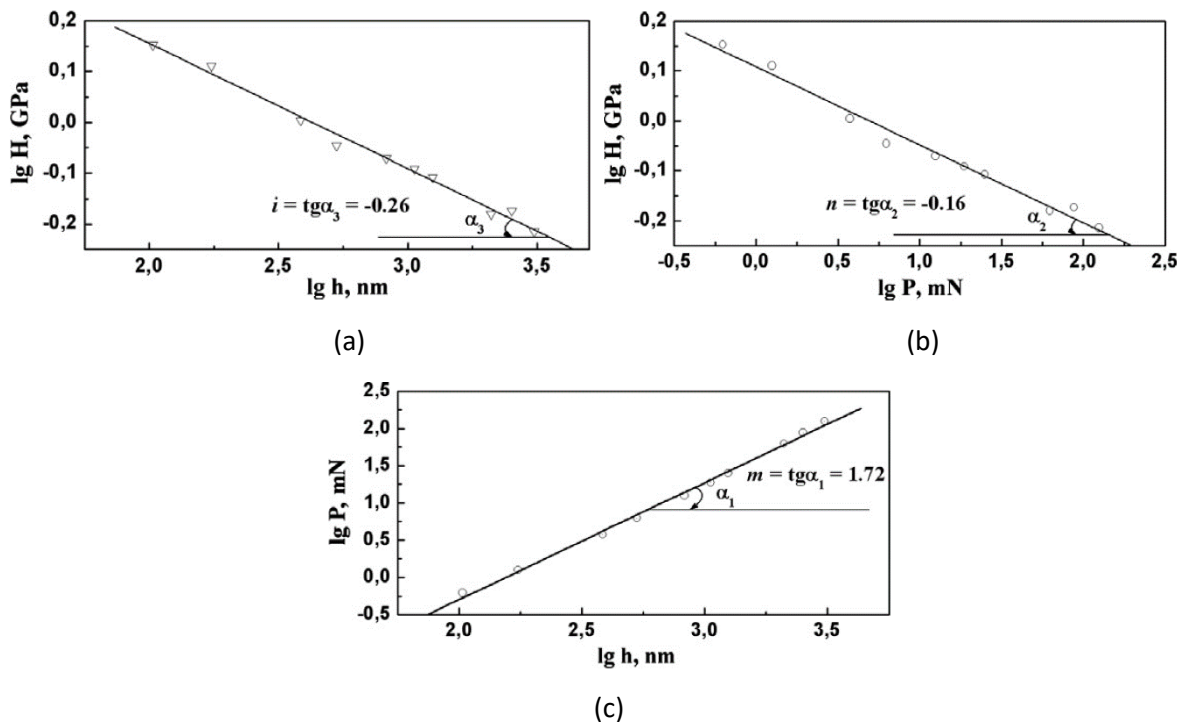 0,2
0,1
0,0
-0,1
-0,2
lg H, GPa
i = tgα3 = -0.26
α3
2,0 2,5 3,0 3,5
lg h, nm
(a)
0,2
0,1
0,0
-0,1
-0,2
lg H, GPa
n = tgα2 = -0.16
α2
-0,5 0,0 0,5 1,0 1,5 2,0 2,5
lg P, mN
(b)
2,5
2,0
1,5
1,0
0,5
0,0
-0,5
lg P, mN
m = tgα1 = 1.72
α1
2,0 2,5 3,0 3,5
lg h, nm
(c)